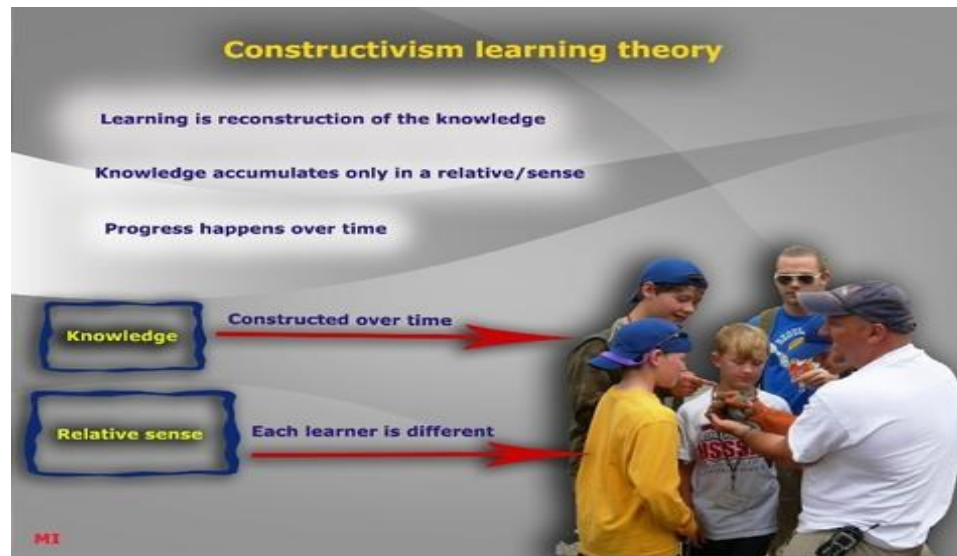 Constructivism learning theory
Learning is reconstruction of the knowledge
Knowledge accumulates only in a relative/sense
Progress happens over time
Knowledge
Constructed over time
Relative sense
Each learner is different
MI